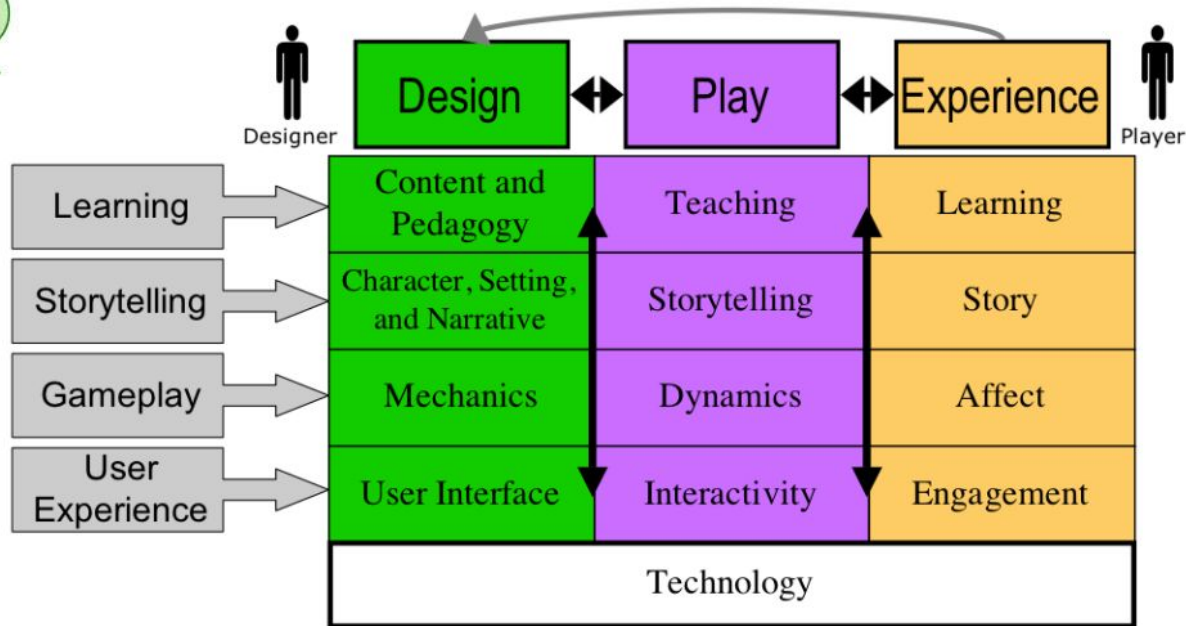 Design
Play
Experience
Designer
Player
Learning
Content and
Pedagogy
Teaching
Learning
Storytelling
Character, Setting,
and Narrative
Storytelling
Story
Gameplay
Mechanics
Dynamics
Affect
User
Experience
User Interface
Interactivity
Engagement
Technology